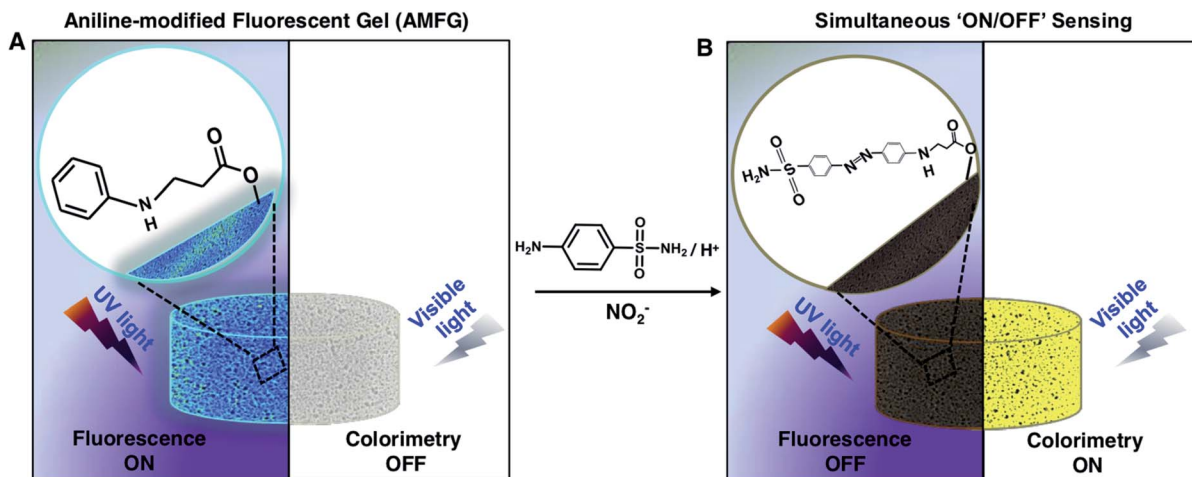 Aniline-modified Fluorescent Gel (AMFG)
Simultaneous ‘ON/OFF’ Sensing
A
O
O
N
H
UV light
Visible
light
Fluorescence
ON
Colorimetry
OFF
H₂N
O
S
NH₂ / H⁺
O
NO₂⁻
B
O
O
N
O
S
N
N
H
H₂N
O
UV light
Visible
light
Fluorescence
OFF
Colorimetry
ON